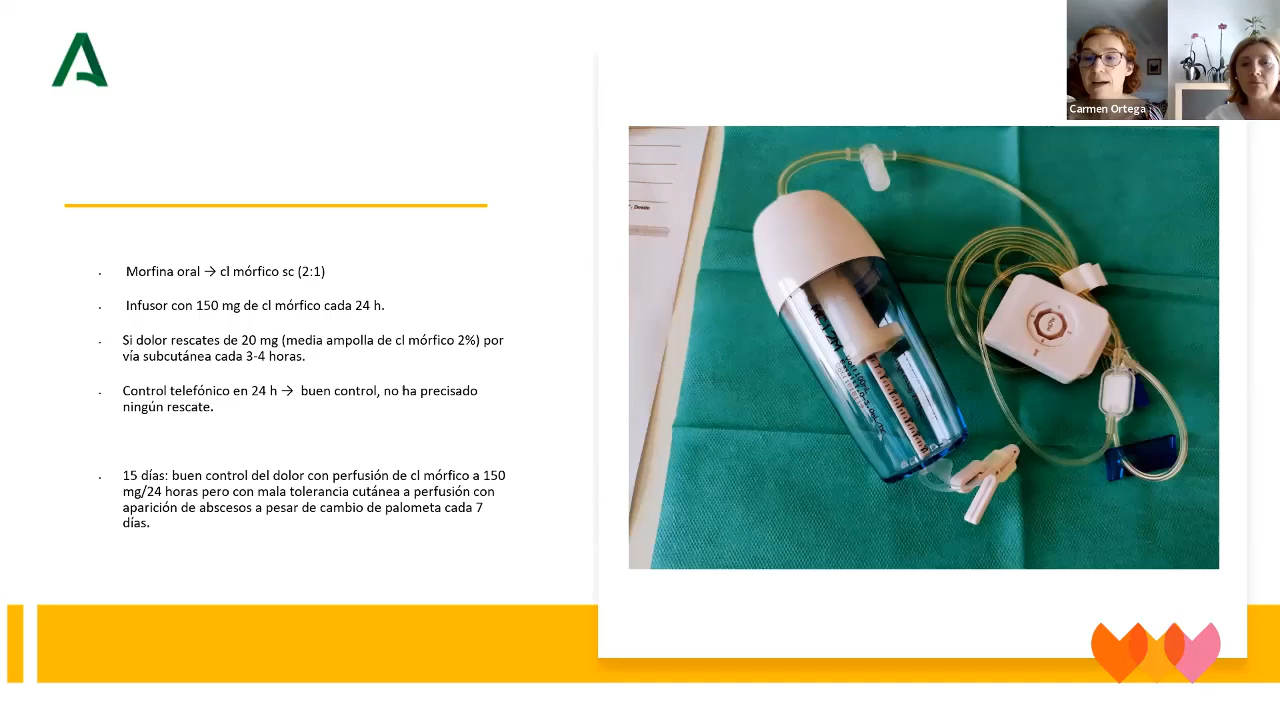 Carmen Ortega
Morfina oral → cl mórfico sc (2:1)
Infusor con 150 mg de cl mórfico cada 24 h.
Si dolor rescates de 20 mg (media ampolla de cl mórfico 2%) por
vía subcutánea cada 3-4 horas.
Control telefónico en 24 h → buen control, no ha precisado
ningún rescate.
15 días: buen control del dolor con perfusión de cl mórfico a 150
mg/24 horas pero con mala tolerancia cutánea a perfusión con
aparición de abscesos a pesar de cambio de palometa cada 7
días.